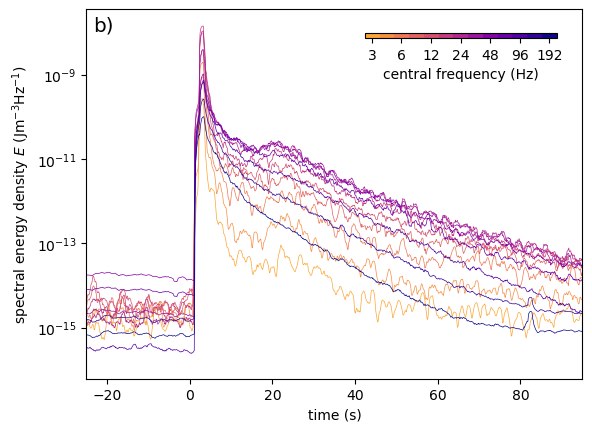 b)
3 6 12 24 48 96 192
central frequency (Hz)
spectral energy density E (Jm⁻³Hz⁻¹)
10⁻⁹
10⁻¹¹
10⁻¹³
10⁻¹⁵
−20 0 20 40 60 80
time (s)